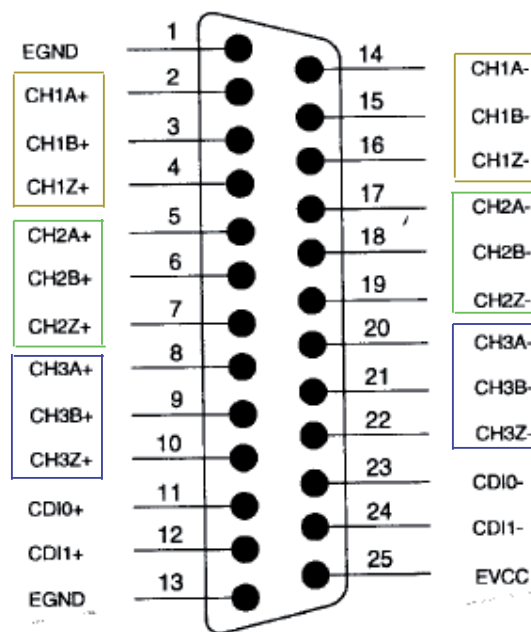 EGND 1
CH1A+ 2
CH1B+ 3
CH1Z+ 4
CH2A+ 5
CH2B+ 6
CH2Z+ 7
CH3A+ 8
CH3B+ 9
CH3Z+ 10
CDI0+ 11
CDI1+ 12
EGND 13
14 CH1A-
15 CH1B-
16 CH1Z-
17 CH2A-
18 CH2B-
19 CH2Z-
20 CH3A-
21 CH3B-
22 CH3Z-
23 CDI0-
24 CDI1-
25 EVCC